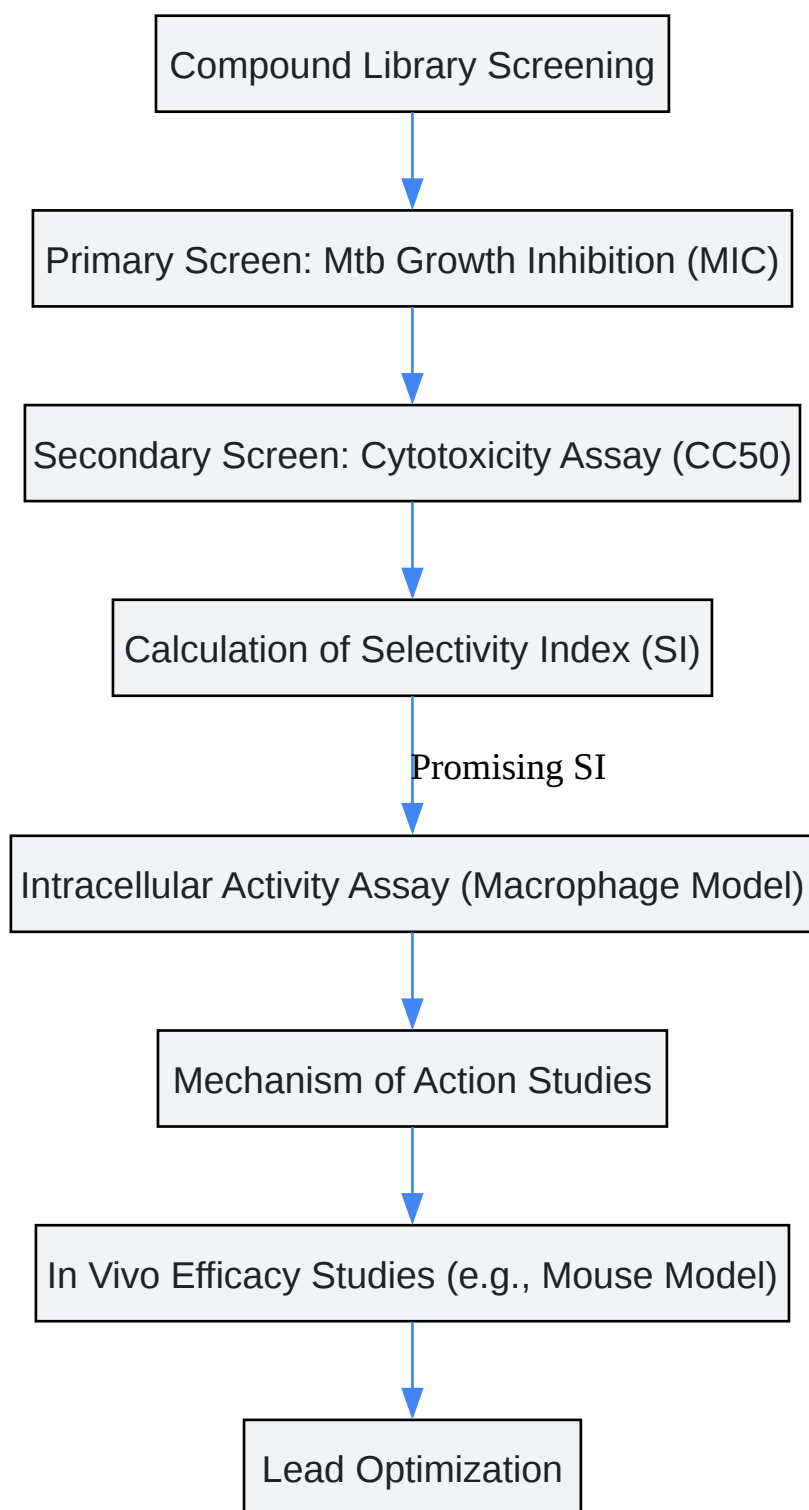 Compound Library Screening
Primary Screen: Mtb Growth Inhibition (MIC)
Secondary Screen: Cytotoxicity Assay (CC50)
Calculation of Selectivity Index (SI)
Promising SI
Intracellular Activity Assay (Macrophage Model)
Mechanism of Action Studies
In Vivo Efficacy Studies (e.g., Mouse Model)
Lead Optimization